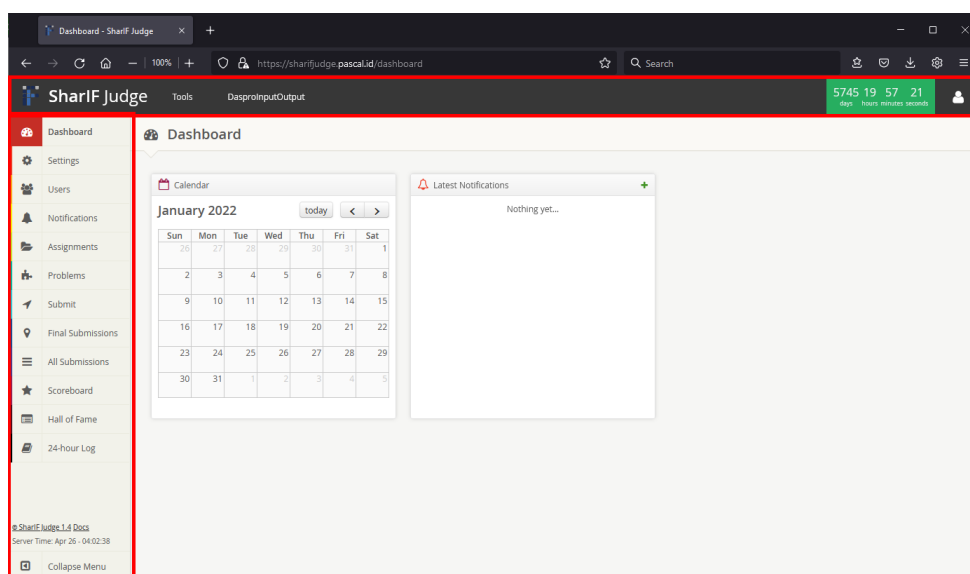 Dashboard - SharIF Judge
100%
https://sharifjudge.pascal.id/dashboard
Search
SharIF Judge
Tools
DasproInputOutput
5745 19 57 21
days hours minutes seconds
Dashboard
Settings
Users
Notifications
Assignments
Problems
Submit
Final Submissions
All Submissions
Scoreboard
Hall of Fame
24-hour Log
© SharIF Judge 1.4 Docs
Server Time: Apr 26 - 04:02:38
Collapse Menu
Dashboard
Calendar
January 2022
today
Sun Mon Tue Wed Thu Fri Sat
26 27 28 29 30 31 1
2 3 4 5 6 7 8
9 10 11 12 13 14 15
16 17 18 19 20 21 22
23 24 25 26 27 28 29
30 31 1 2 3 4 5
Latest Notifications
Nothing yet...